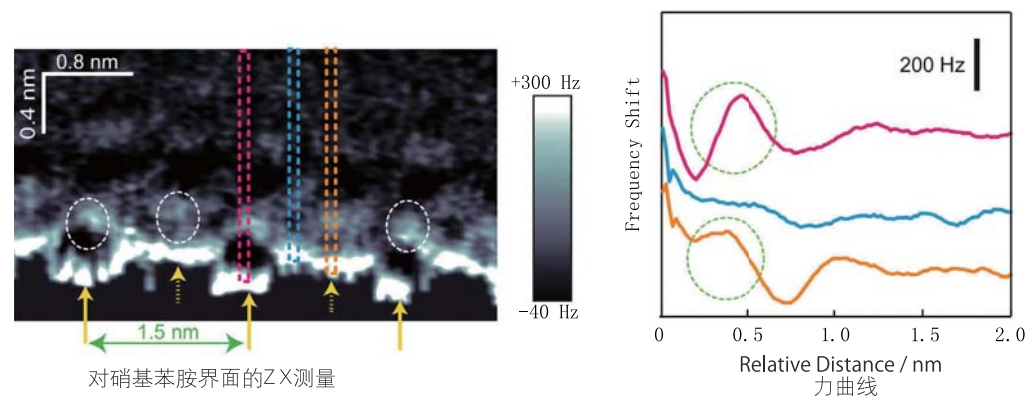 0.8 nm
0.4 nm
+300 Hz
-40 Hz
1.5 nm
对硝基苯胺界面的ZX测量
200 Hz
Frequency Shift
0 0.5 1.0 1.5 2.0
Relative Distance / nm
力曲线